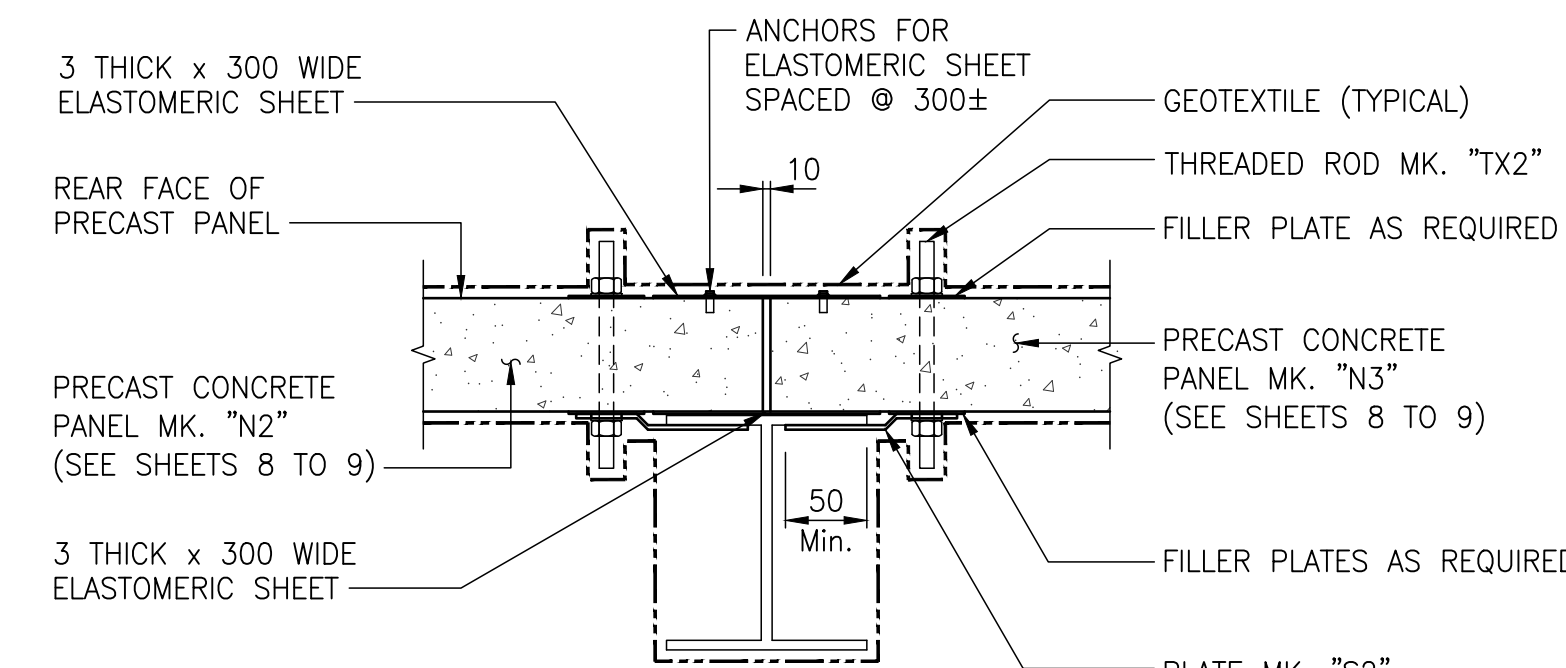 3 THICK x 300 WIDE
ELASTOMERIC SHEET
ANCHORS FOR
ELASTOMERIC SHEET
SPACED @ 300±
GEOTEXTILE (TYPICAL)
THREADED ROD MK. "TX2"
10
REAR FACE OF
PRECAST PANEL
FILLER PLATE AS REQUIRED
PRECAST CONCRETE
PANEL MK. "N3"
(SEE SHEETS 8 TO 9)
PRECAST CONCRETE
PANEL MK. "N2"
(SEE SHEETS 8 TO 9)
50
Min.
3 THICK x 300 WIDE
ELASTOMERIC SHEET
FILLER PLATES AS REQUIRED
PLATE MK.